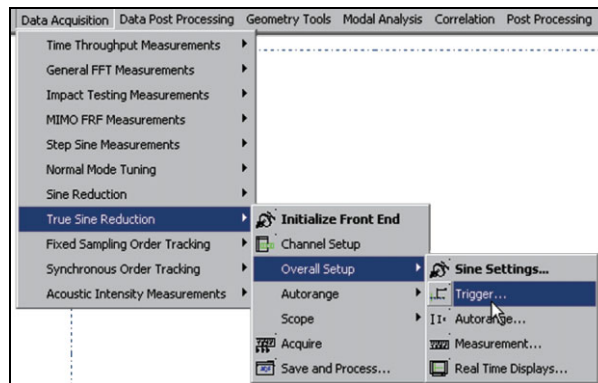 Data Acquisition Data Post Processing Geometry Tools Modal Analysis Correlation Post Processing
Time Throughput Measurements
General FFT Measurements
Impact Testing Measurements
MIMO FRF Measurements
Step Sine Measurements
Normal Mode Tuning
Sine Reduction
True Sine Reduction
Fixed Sampling Order Tracking
Synchronous Order Tracking
Acoustic Intensity Measurements
Initialize Front End
Channel Setup
Overall Setup
Autorange
Scope
Acquire
Save and Process...
Sine Settings...
Trigger...
Autorange...
Measurement...
Real Time Displays...